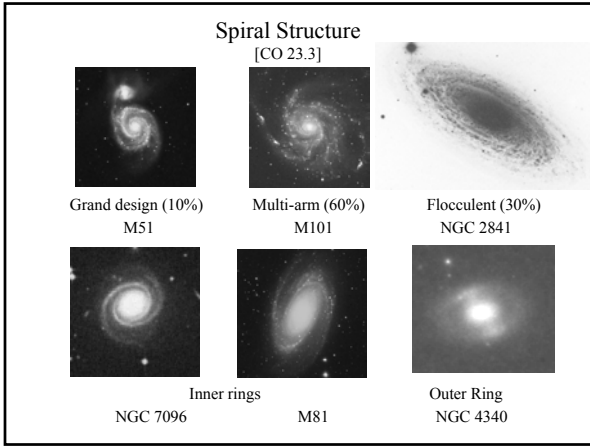 Spiral Structure
[CO 23.3]
Grand design (10%) Multi-arm (60%) Flocculent (30%)
M51 M101 NGC 2841
Inner rings Outer Ring
NGC 7096 M81 NGC 4340